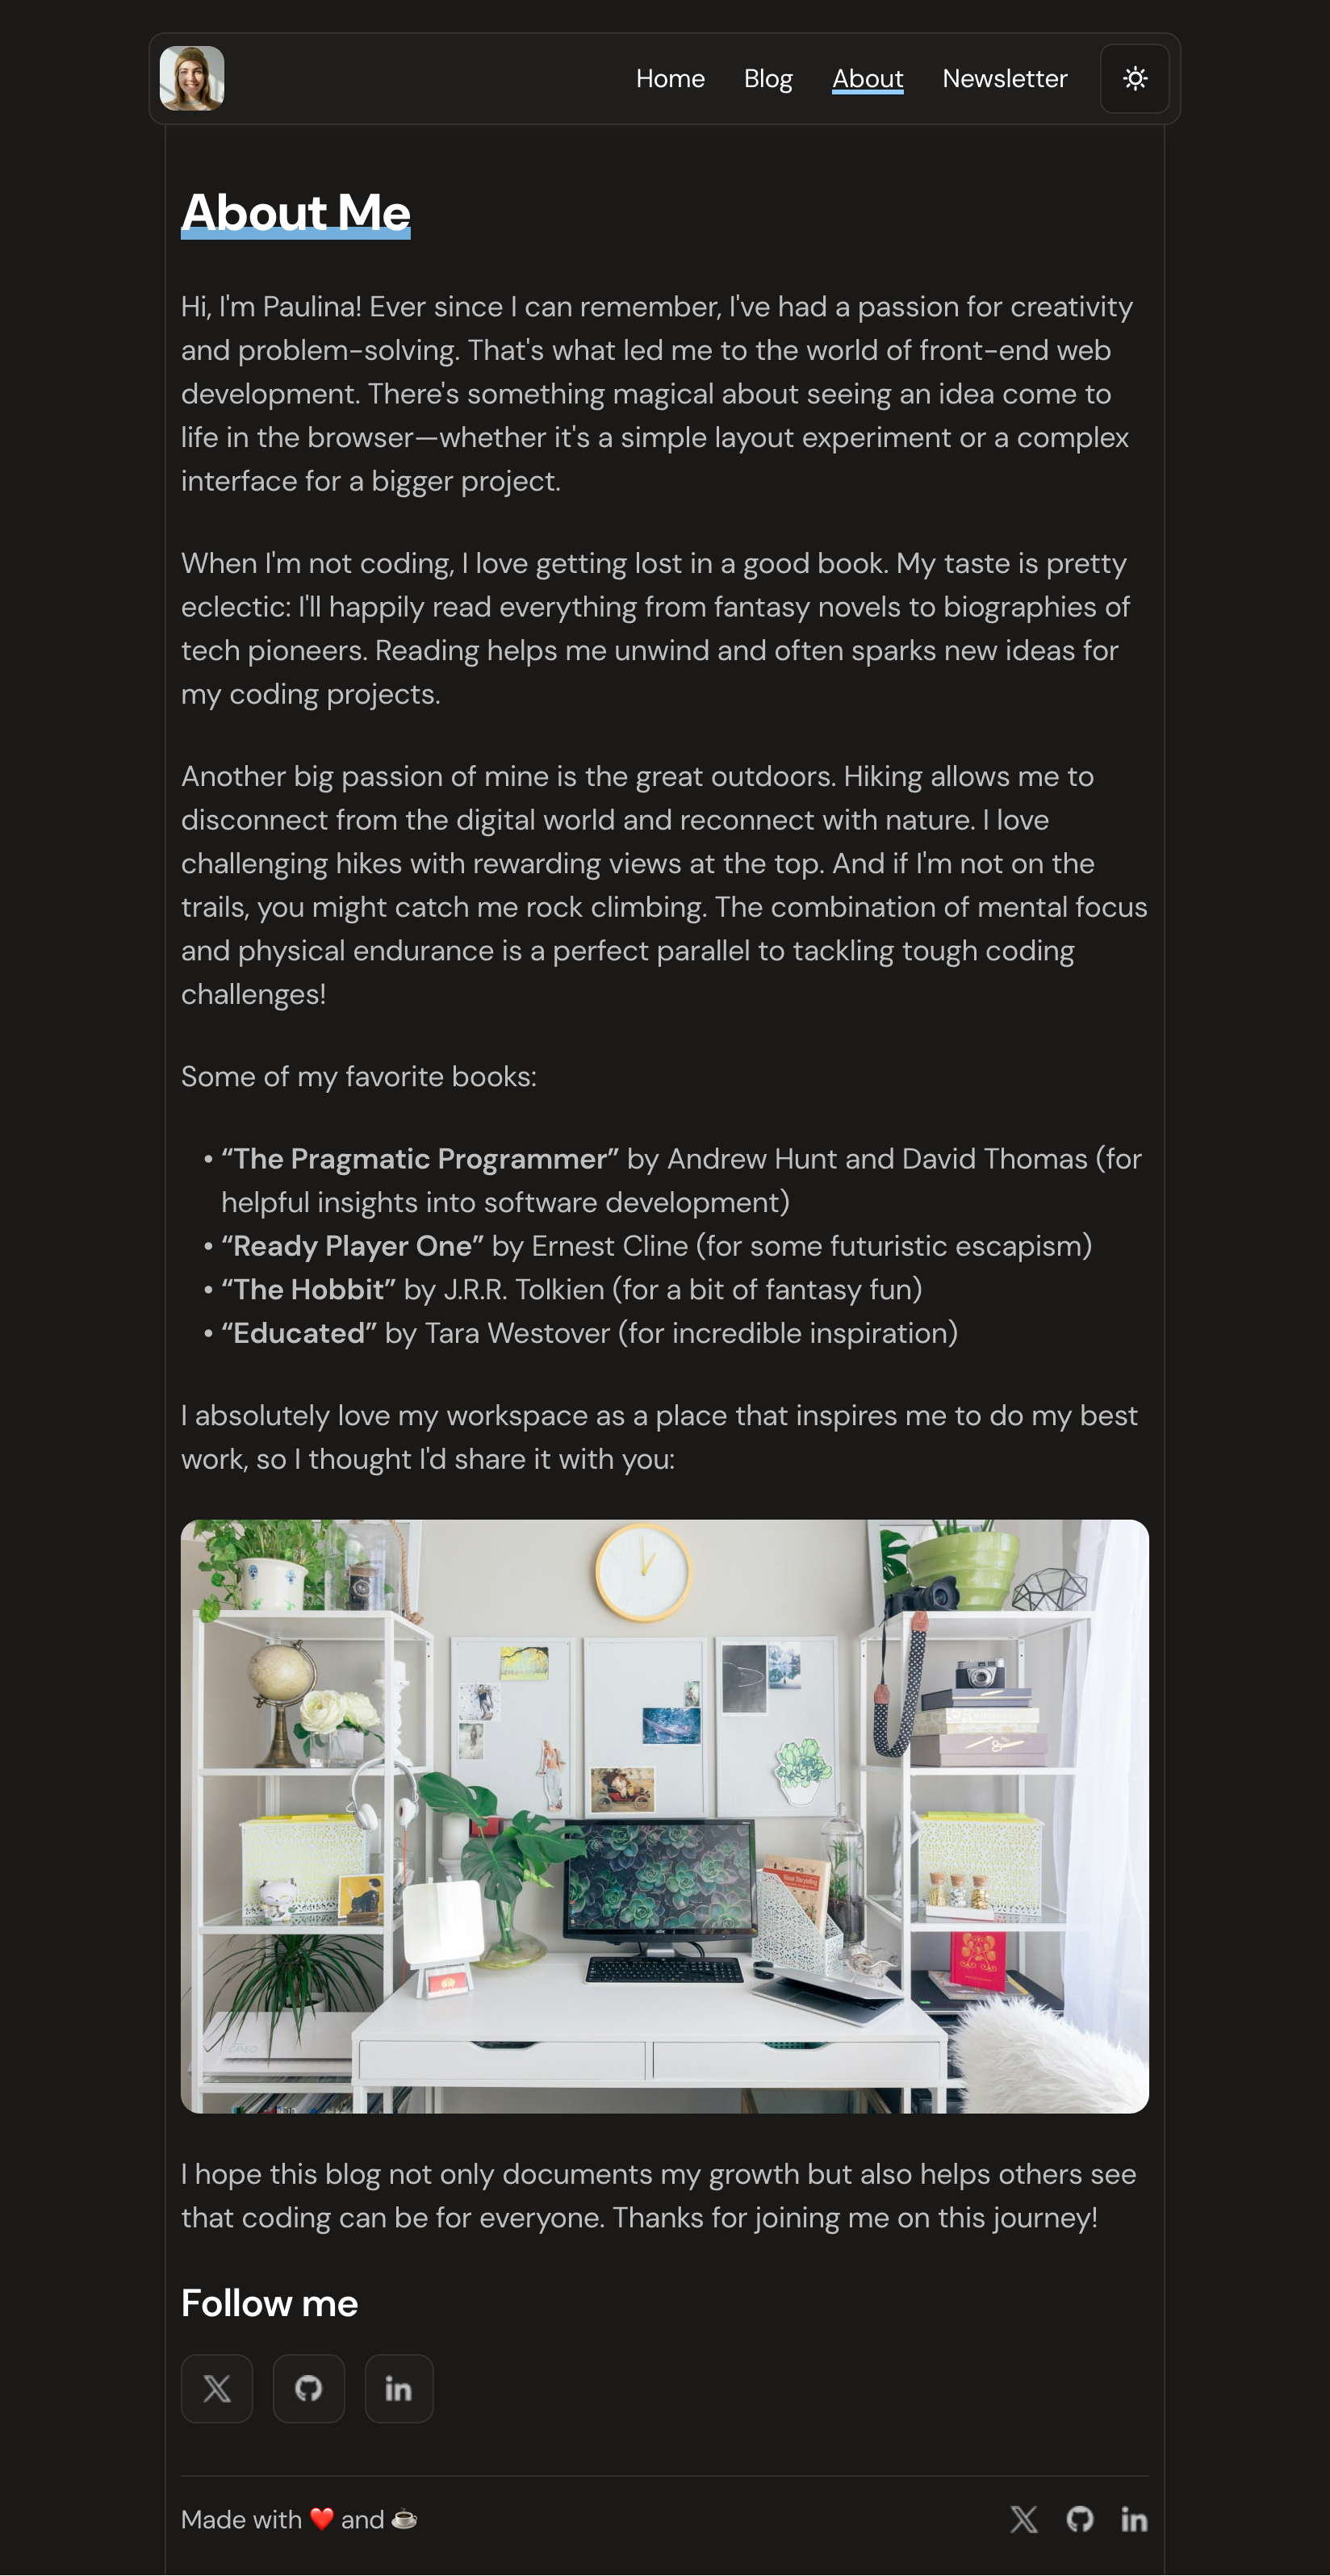 Home Blog About Newsletter
About Me
Hi, I'm Paulina! Ever since I can remember, I've had a passion for creativity
and problem-solving. That's what led me to the world of front-end web
development. There's something magical about seeing an idea come to
life in the browser—whether it's a simple layout experiment or a complex
interface for a bigger project.
When I'm not coding, I love getting lost in a good book. My taste is pretty
eclectic: I'll happily read everything from fantasy novels to biographies of
tech pioneers. Reading helps me unwind and often sparks new ideas for
my coding projects.
Another big passion of mine is the great outdoors. Hiking allows me to
disconnect from the digital world and reconnect with nature. I love
challenging hikes with rewarding views at the top. And if I'm not on the
trails, you might catch me rock climbing. The combination of mental focus
and physical endurance is a perfect parallel to tackling tough coding
challenges!
Some of my favorite books:
• “The Pragmatic Programmer” by Andrew Hunt and David Thomas (for
helpful insights into software development)
• “Ready Player One” by Ernest Cline (for some futuristic escapism)
• “The Hobbit” by J.R.R. Tolkien (for a bit of fantasy fun)
• “Educated” by Tara Westover (for incredible inspiration)
I absolutely love my workspace as a place that inspires me to do my best
work, so I thought I'd share it with you:
Visual Storytelling
I hope this blog not only documents my growth but also helps others see
that coding can be for everyone. Thanks for joining me on this journey!
Follow me
X in
Made with ❤️ and ☕
X in